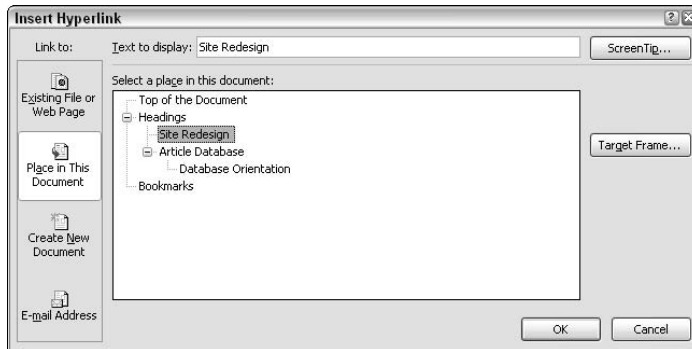 Insert Hyperlink
Link to:
Text to display: Site Redesign
ScreenTip...
Select a place in this document:
Existing File or
Web Page
Place in This
Document
Create New
Document
E-mail Address
Top of the Document
Headings
Site Redesign
Article Database
Database Orientation
Bookmarks
Target Frame...
OK
Cancel